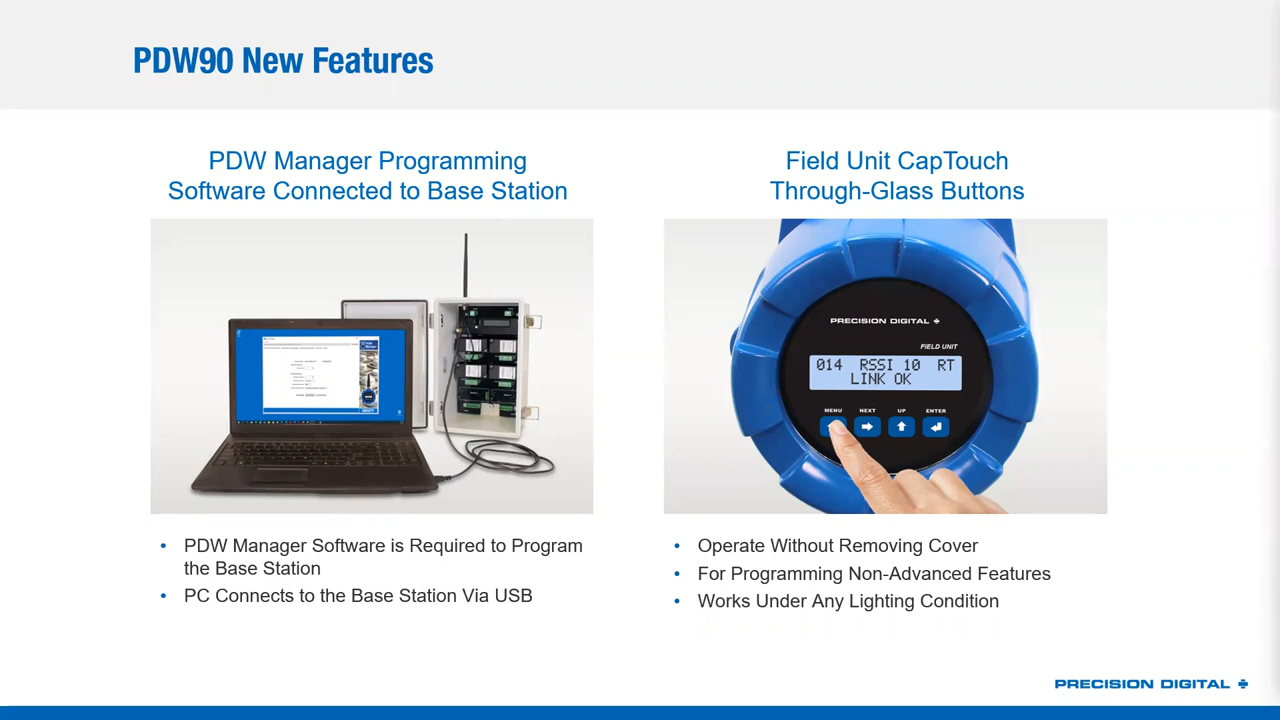 PDW90 New Features
PDW Manager Programming
Software Connected to Base Station
Field Unit CapTouch
Through-Glass Buttons
PRECISION DIGITAL
FIELD UNIT
014 RSSI 10 RT
LINK OK
MENU NEXT UP ENTER
• PDW Manager Software is Required to Program
the Base Station
• PC Connects to the Base Station Via USB
• Operate Without Removing Cover
• For Programming Non-Advanced Features
• Works Under Any Lighting Condition
PRECISION DIGITAL